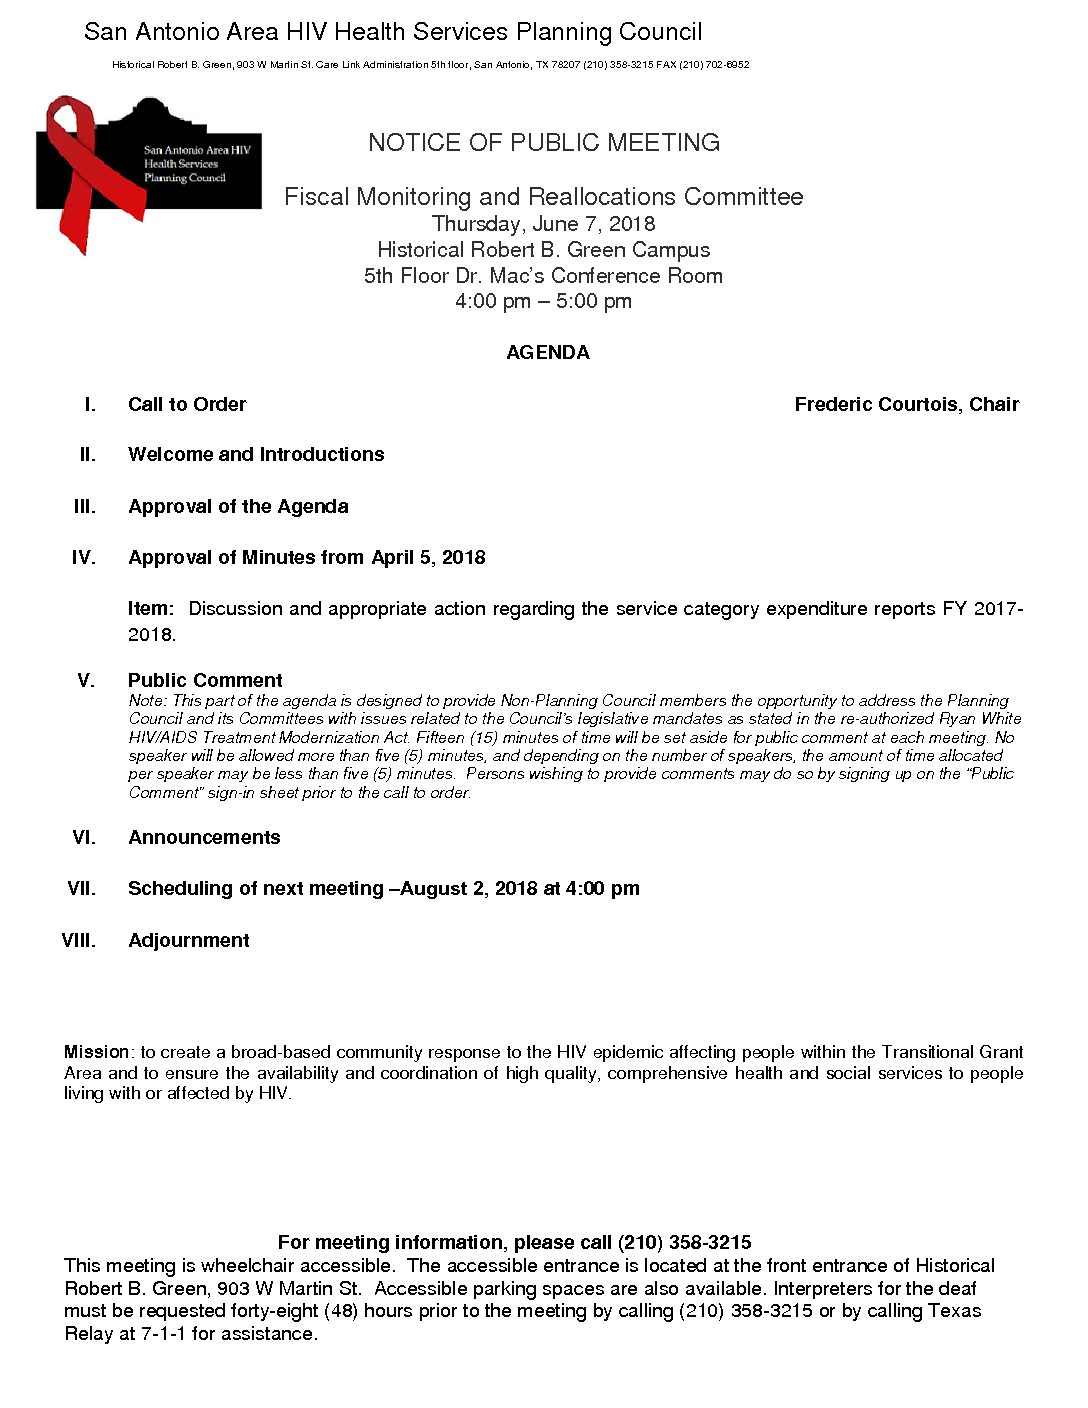 San Antonio Area HIV Health Services Planning Council
Historical Robert B. Green, 903 W Martin St. Care Link Administration 5th floor, San Antonio, TX 78207 (210) 358-3215 FAX (210) 702-6952
San Antonio Area HIV
Health Services
Planning Council
NOTICE OF PUBLIC MEETING
Fiscal Monitoring and Reallocations Committee
Thursday, June 7, 2018
Historical Robert B. Green Campus
5th Floor Dr. Mac’s Conference Room
4:00 pm – 5:00 pm
AGENDA
I. Call to Order Frederic Courtois, Chair
II. Welcome and Introductions
III. Approval of the Agenda
IV. Approval of Minutes from April 5, 2018
Item: Discussion and appropriate action regarding the service category expenditure reports FY 2017-
2018.
V. Public Comment
Note: This part of the agenda is designed to provide Non-Planning Council members the opportunity to address the Planning
Council and its Committees with issues related to the Council’s legislative mandates as stated in the re-authorized Ryan White
HIV/AIDS Treatment Modernization Act. Fifteen (15) minutes of time will be set aside for public comment at each meeting. No
speaker will be allowed more than five (5) minutes, and depending on the number of speakers, the amount of time allocated
per speaker may be less than five (5) minutes. Persons wishing to provide comments may do so by signing up on the “Public
Comment” sign-in sheet prior to the call to order.
VI. Announcements
VII. Scheduling of next meeting –August 2, 2018 at 4:00 pm
VIII. Adjournment
Mission: to create a broad-based community response to the HIV epidemic affecting people within the Transitional Grant
Area and to ensure the availability and coordination of high quality, comprehensive health and social services to people
living with or affected by HIV.
For meeting information, please call (210) 358-3215
This meeting is wheelchair accessible. The accessible entrance is located at the front entrance of Historical
Robert B. Green, 903 W Martin St. Accessible parking spaces are also available. Interpreters for the deaf
must be requested forty-eight (48) hours prior to the meeting by calling (210) 358-3215 or by calling Texas
Relay at 7-1-1 for assistance.